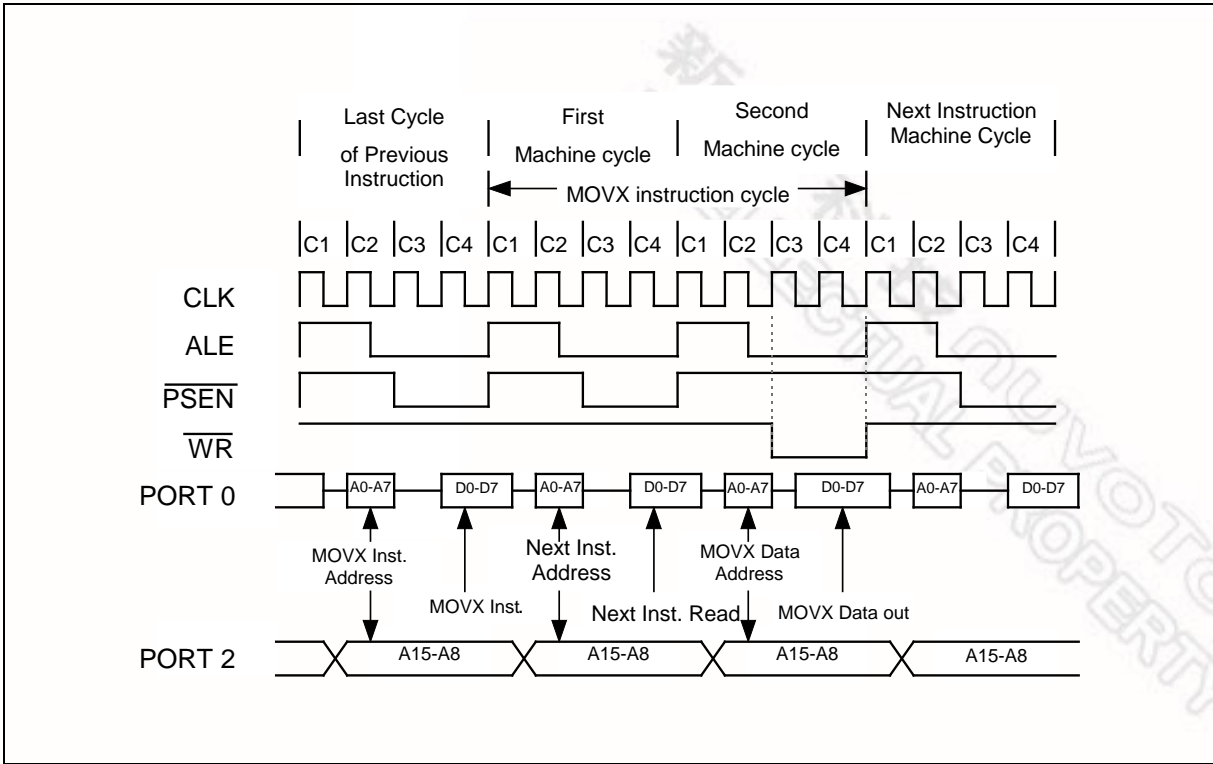 Last Cycle
of Previous
Instruction
First
Machine cycle
Second
Machine cycle
Next Instruction
Machine Cycle
MOVX instruction cycle
C1 C2 C3 C4 C1 C2 C3 C4 C1 C2 C3 C4 C1 C2 C3 C4
CLK
ALE
PSEN
WR
PORT 0
A0-A7 D0-D7 A0-A7 D0-D7 A0-A7 D0-D7 A0-A7 D0-D7
MOVX Inst.
Address
MOVX Inst.
Next Inst.
Address
Next Inst. Read
MOVX Data
Address
MOVX Data out
PORT 2
A15-A8 A15-A8 A15-A8 A15-A8
nuvoTo
ECTUAL PROPERTY